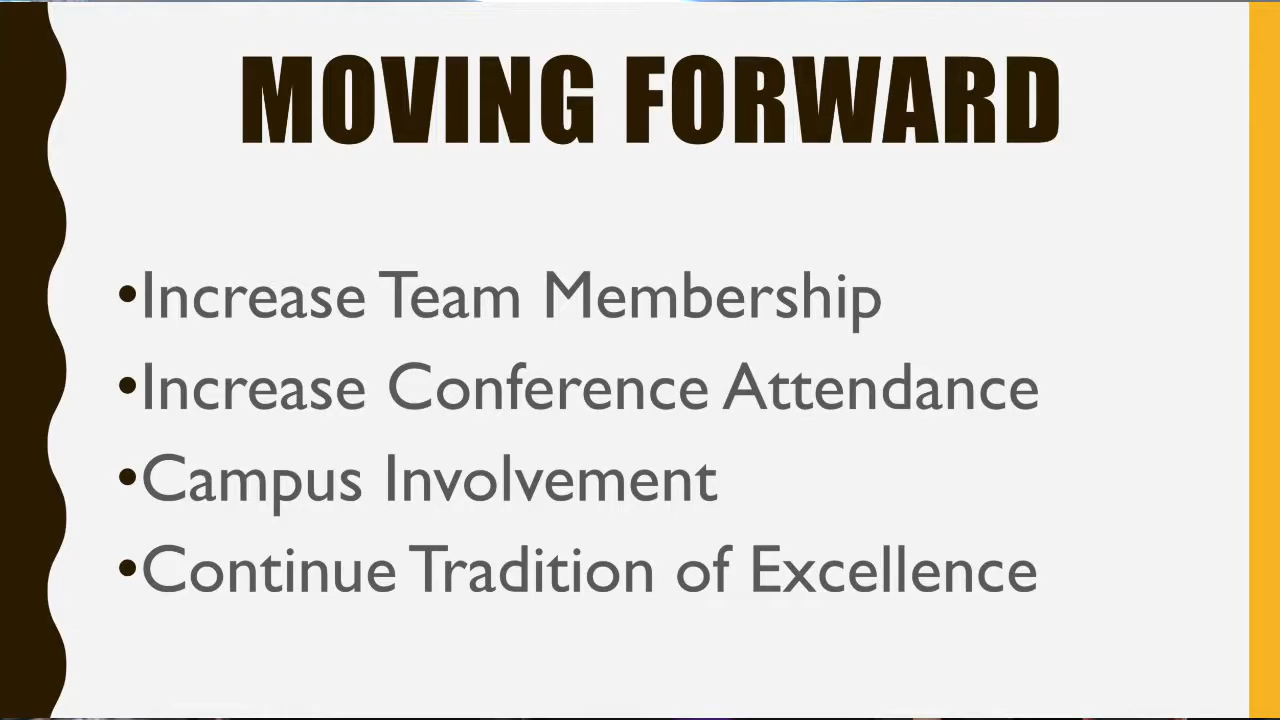 MOVING FORWARD
•Increase Team Membership
•Increase Conference Attendance
•Campus Involvement
•Continue Tradition of Excellence